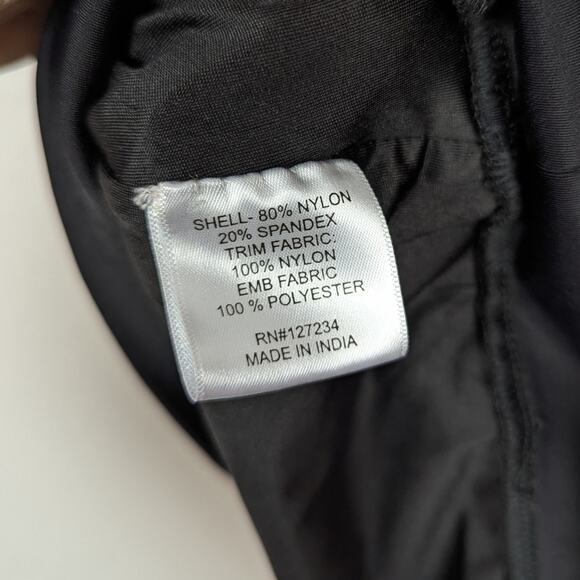 SHELL- 80% NYLON
20% SPANDEX
TRIM FABRIC:
100% NYLON
EMB FABRIC
100 % POLYESTER
RN#127234
MADE IN INDIA